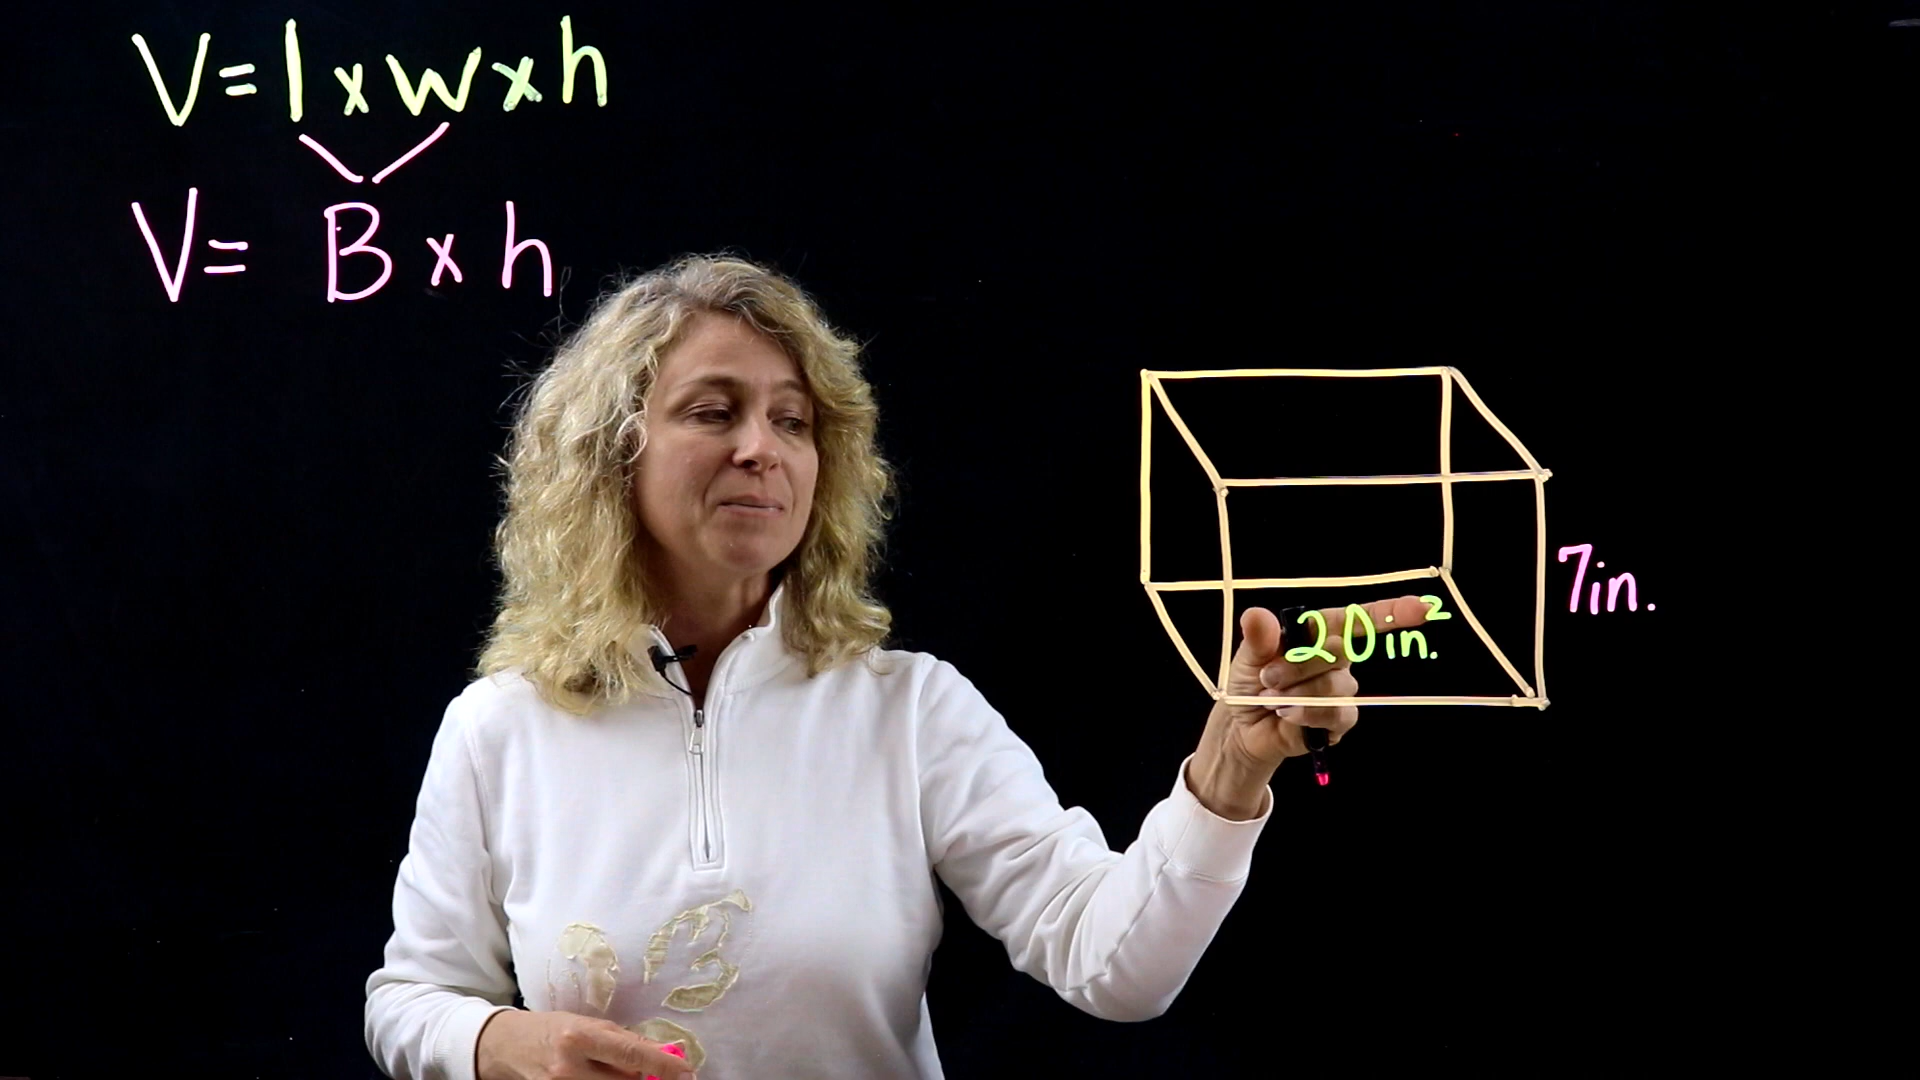 V=l x w x h
V= B x h
7in.
20in.²